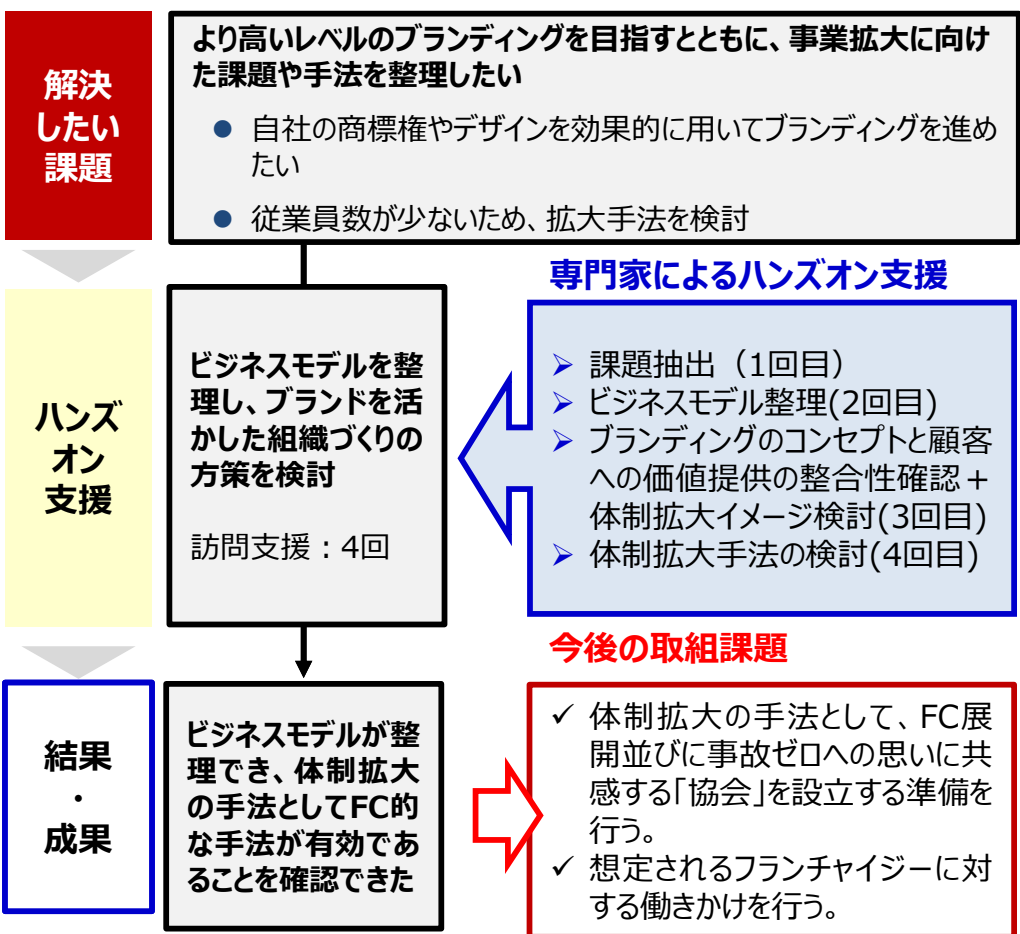 解決
したい
課題
より高いレベルのブランディングを目指すとともに、事業拡大に向け
た課題や手法を整理したい
● 自社の商標権やデザインを効果的に用いてブランディングを進め
たい
● 従業員数が少ないため、拡大手法を検討
ハンズ
オン
支援
ビジネスモデルを整
理し、ブランドを活
かした組織づくりの
方策を検討
訪問支援：4回
専門家によるハンズオン支援
➢ 課題抽出（1回目）
➢ ビジネスモデル整理(2回目)
➢ ブランディングのコンセプトと顧客
への価値提供の整合性確認＋
体制拡大イメージ検討(3回目)
➢ 体制拡大手法の検討(4回目)
結果
・
成果
ビジネスモデルが整
理でき、体制拡大
の手法としてFC的
な手法が有効であ
ることを確認できた
今後の取組課題
✓ 体制拡大の手法として、FC展
開並びに事故ゼロへの思いに共
感する「協会」を設立する準備を
行う。
✓ 想定されるフランチャイジーに対
する働きかけを行う。